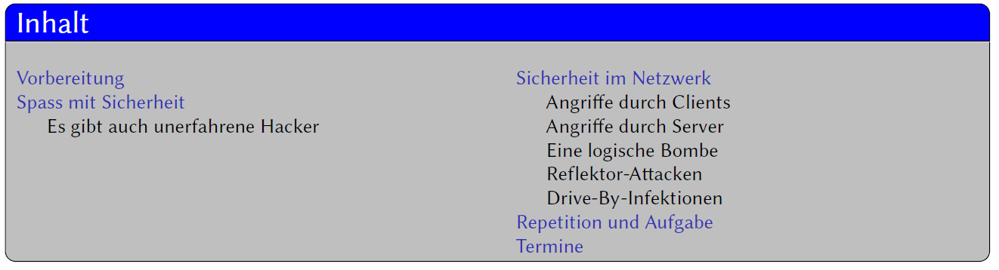 Inhalt
Vorbereitung
Spass mit Sicherheit
Es gibt auch unerfahrene Hacker
Sicherheit im Netzwerk
Angriffe durch Clients
Angriffe durch Server
Eine logische Bombe
Reflektor-Attacken
Drive-By-Infektionen
Repetition und Aufgabe
Termine